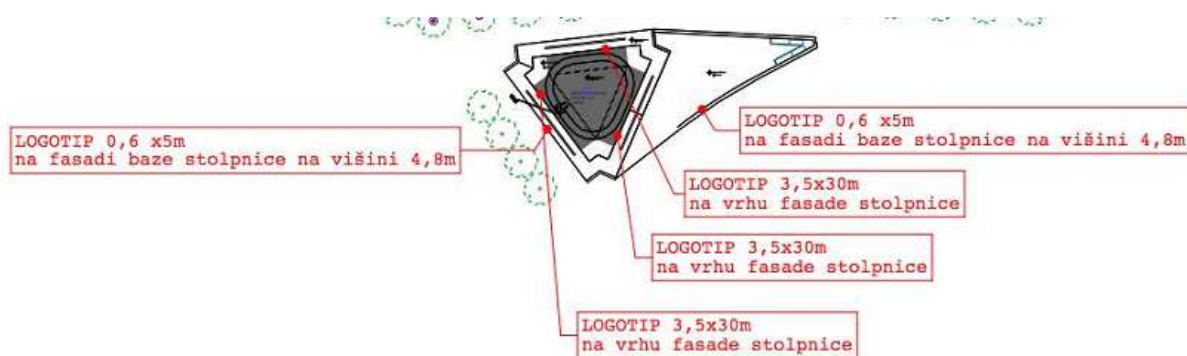 LOGOTIP 0,6 x5m
na fasadi baze stolpnice na višini 4,8m
LOGOTIP 0,6 x5m
na fasadi baze stolpnice na višini 4,8m
LOGOTIP 3,5x30m
na vrhu fasade stolpnice
LOGOTIP 3,5x30m
na vrhu fasade stolpnice
LOGOTIP 3,5x30m
na vrhu fasade stolpnice